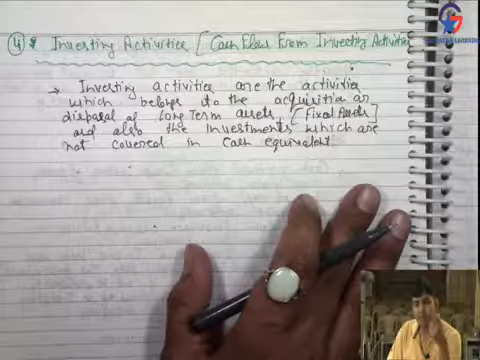 4) Investing Activities [Cash Flow From Investing Activities
→ Investing activities are the activities
which belongs to the acquisition or
disposal of Long Term assets, [Fixed Assets]
and also the investments which are
not covered in Cash equivalent